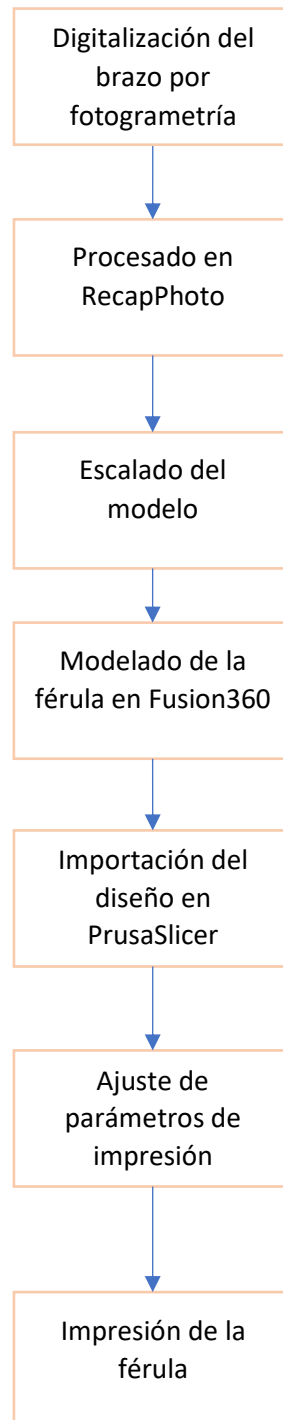 Digitalización del
brazo por
fotogrametría
Procesado en
RecapPhoto
Escalado del
modelo
Modelado de la
férula en Fusion360
Importación del
diseño en
PrusaSlicer
Ajuste de
parámetros de
impresión
Impresión de la
férula